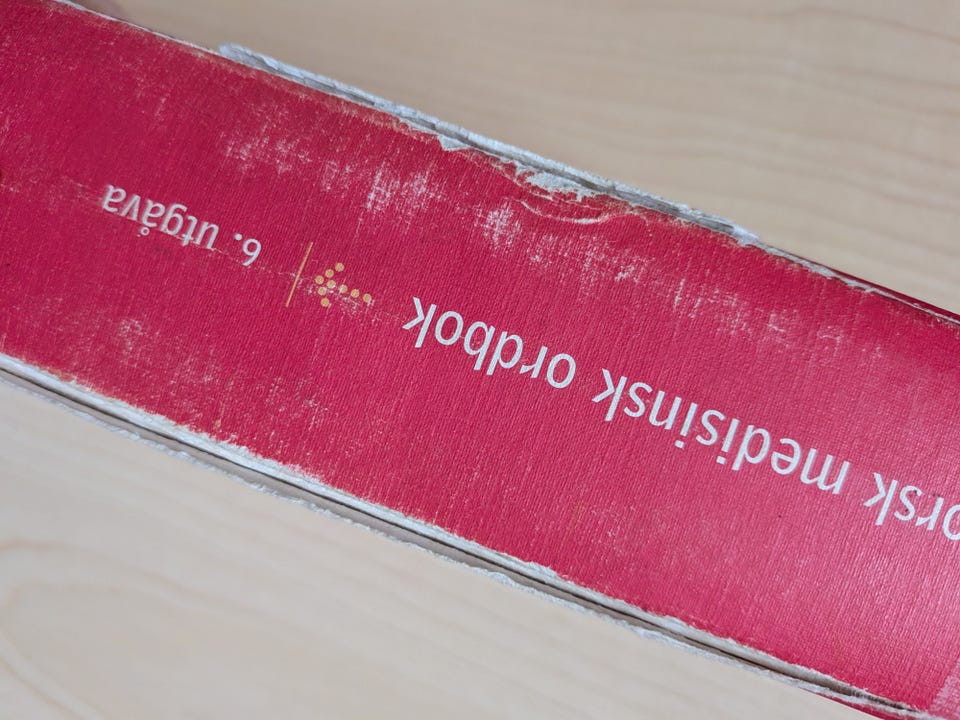 orsk medisinsk ordbok
6. utgåva